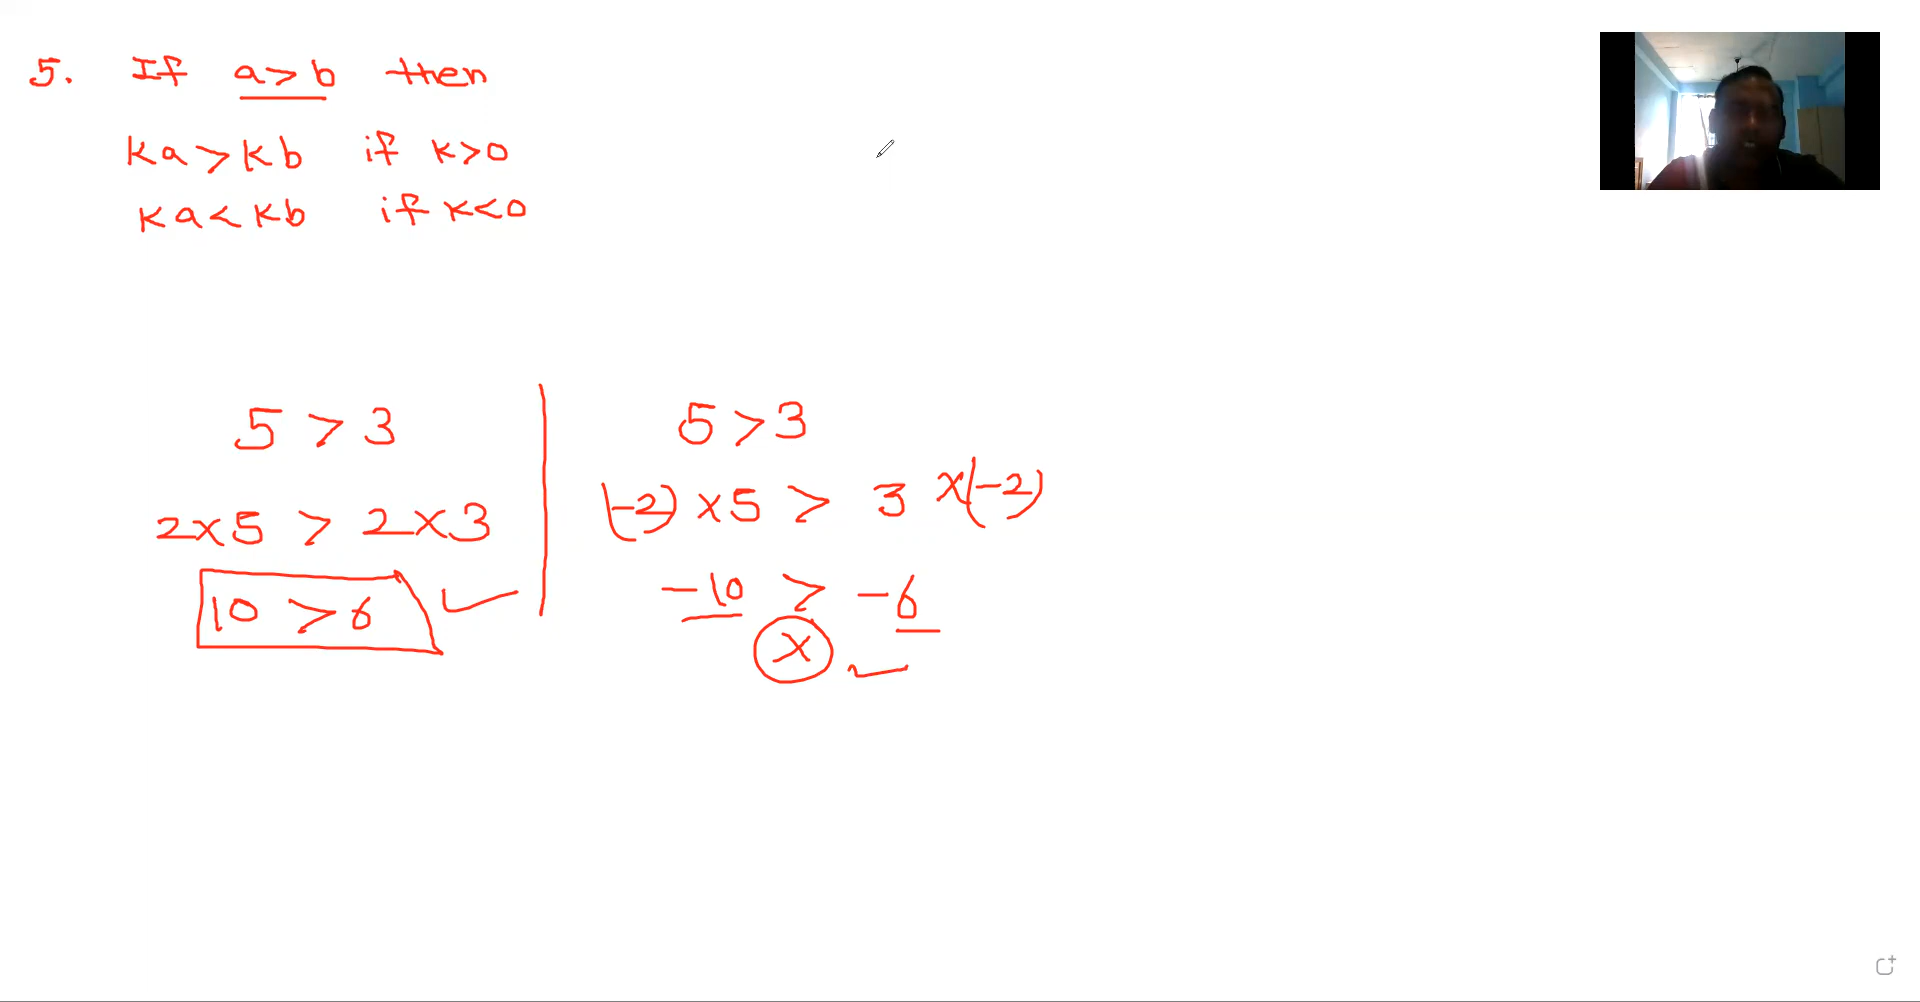 5. If a>b then
ka>kb if k>0
ka<kb if k<0
5 > 3
2x5 > 2x3
10 > 6 ✓
5>3
(-2) x5 > 3 x(-2)
-10 > -6
x ✓